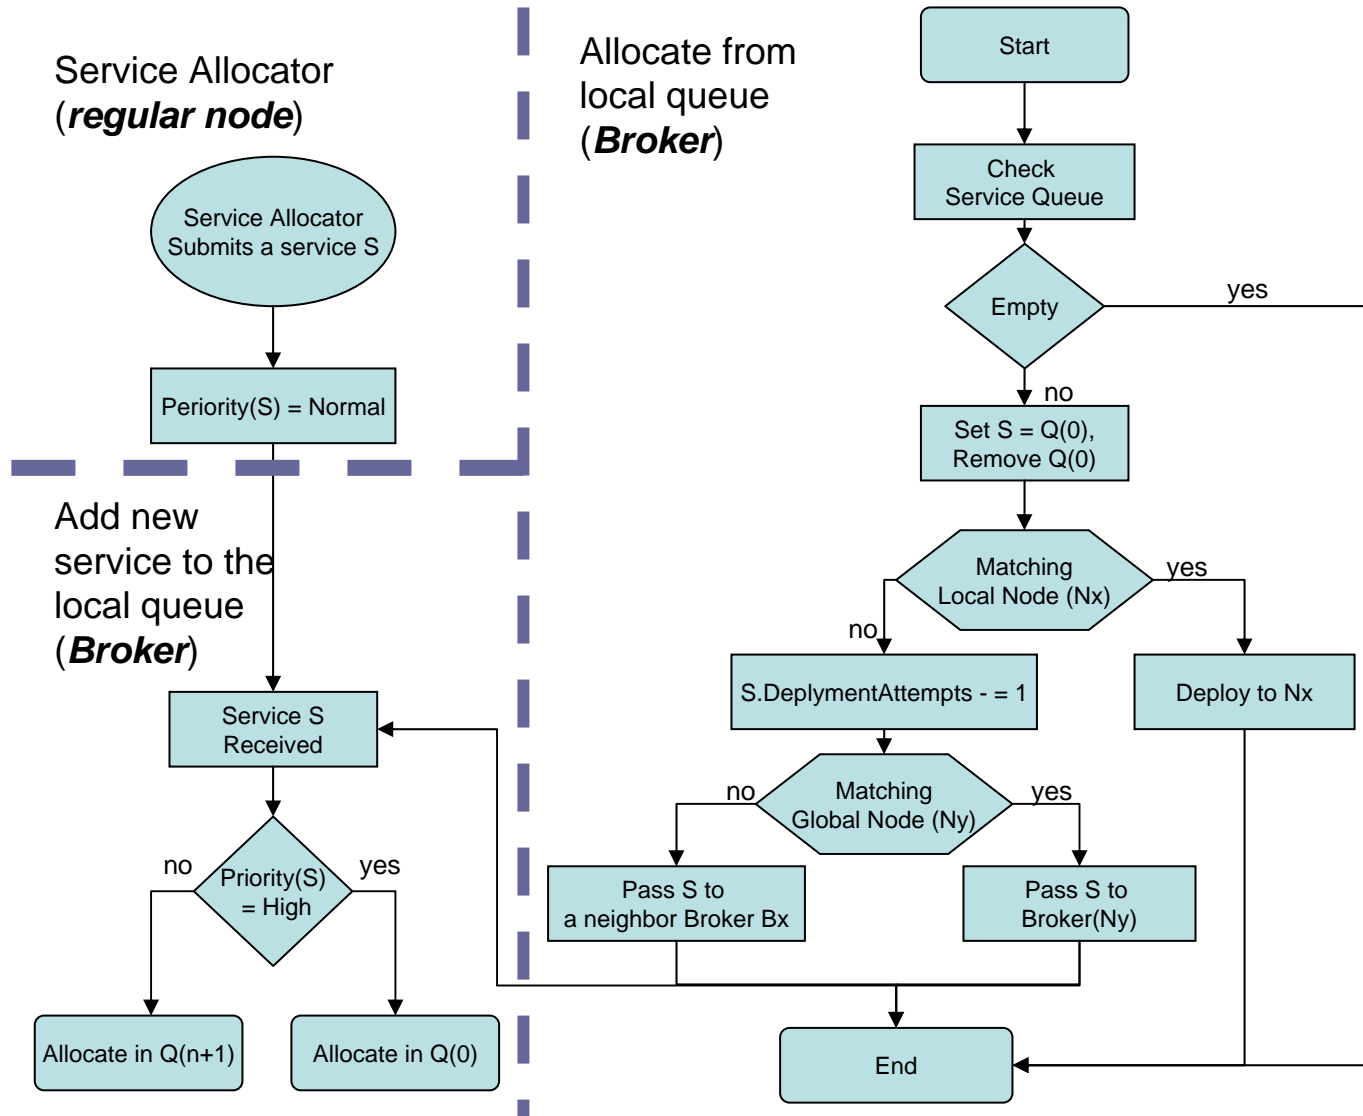 Service Allocator
(regular node)
Service Allocator
Submits a service S
Periority(S) = Normal
Add new
service to the
local queue
(Broker)
Service S
Received
Priority(S)
= High
no
yes
Allocate in Q(n+1)
Allocate in Q(0)
Allocate from
local queue
(Broker)
Start
Check
Service Queue
Empty
yes
no
Set S = Q(0),
Remove Q(0)
Matching
Local Node (Nx)
yes
no
S.DeplymentAttempts - = 1
Deploy to Nx
Matching
Global Node (Ny)
no
yes
Pass S to
a neighbor Broker Bx
Pass S to
Broker(Ny)
End